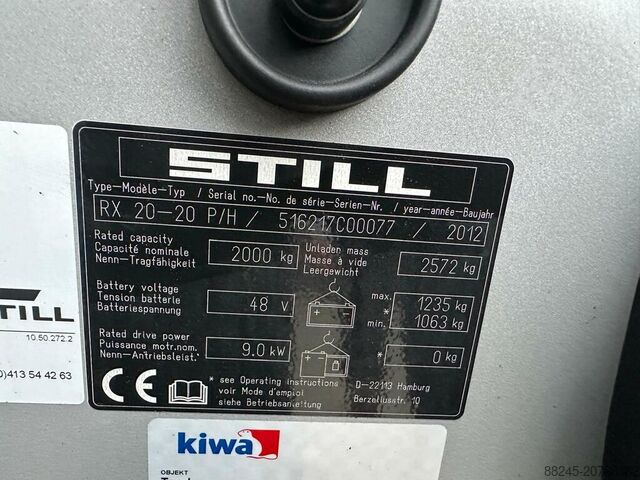 STILL
Type-Modèle-Typ / Serial no.-No. de série-Serien-Nr. / year-année-Baujahr
RX 20-20 P/H / 516217C00077 / 2012
Rated capacity
Capacité nominale
Nenn-Tragfähigkeit
2000 kg
Unladen mass
Masse à vide
Leergewicht
2572 kg
Battery voltage
Tension batterie
Batteriespannung
48 V
max. 1235 kg
*
min. 1063 kg
Rated drive power
Puissance motr.nom.
Nenn-Antriebsleist.
9.0 kW
* 0 kg
CE
* see Operating instructions
voir Mode d'emploi
siehe Betriebsanleitung
D-22113 Hamburg
Berzeliusstr. 10
STILL
10.50.272.2
0)413 54 42 63
kiwa
OBJEKT